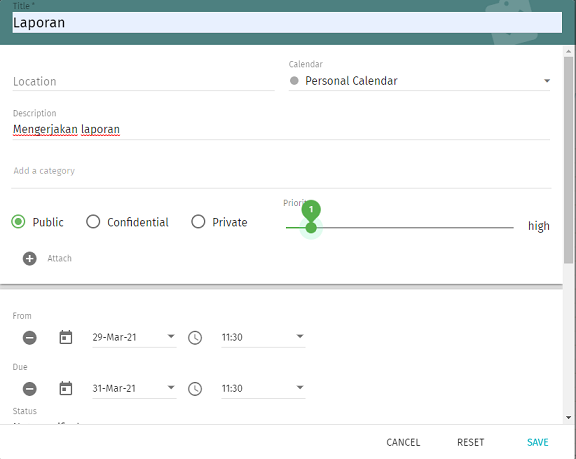 Title *
Laporan
Location
Calendar
Personal Calendar
Description
Mengerjakan laporan
Add a category
Public
Confidential
Private
Priority
1
high
Attach
From
29-Mar-21
11:30
Due
31-Mar-21
11:30
Status
CANCEL
RESET
SAVE